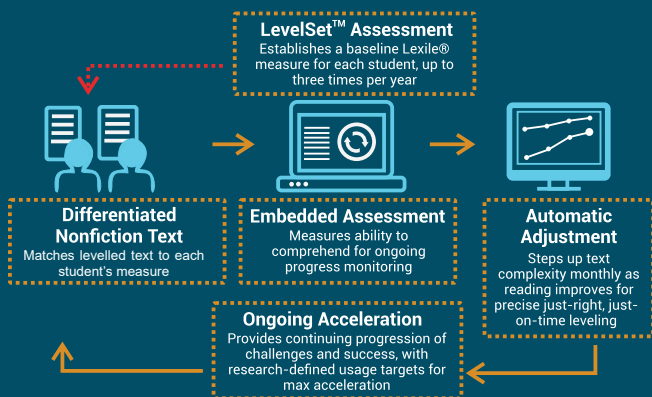 LevelSet™ Assessment
Establishes a baseline Lexile®
measure for each student, up to
three times per year
Differentiated
Nonfiction Text
Matches levelled text to each
student's measure
Embedded Assessment
Measures ability to
comprehend for ongoing
progress monitoring
Automatic
Adjustment
Steps up text
complexity monthly as
reading improves for
precise just-right, just-
on-time leveling
Ongoing Acceleration
Provides continuing progression of
challenges and success, with
research-defined usage targets for
max acceleration